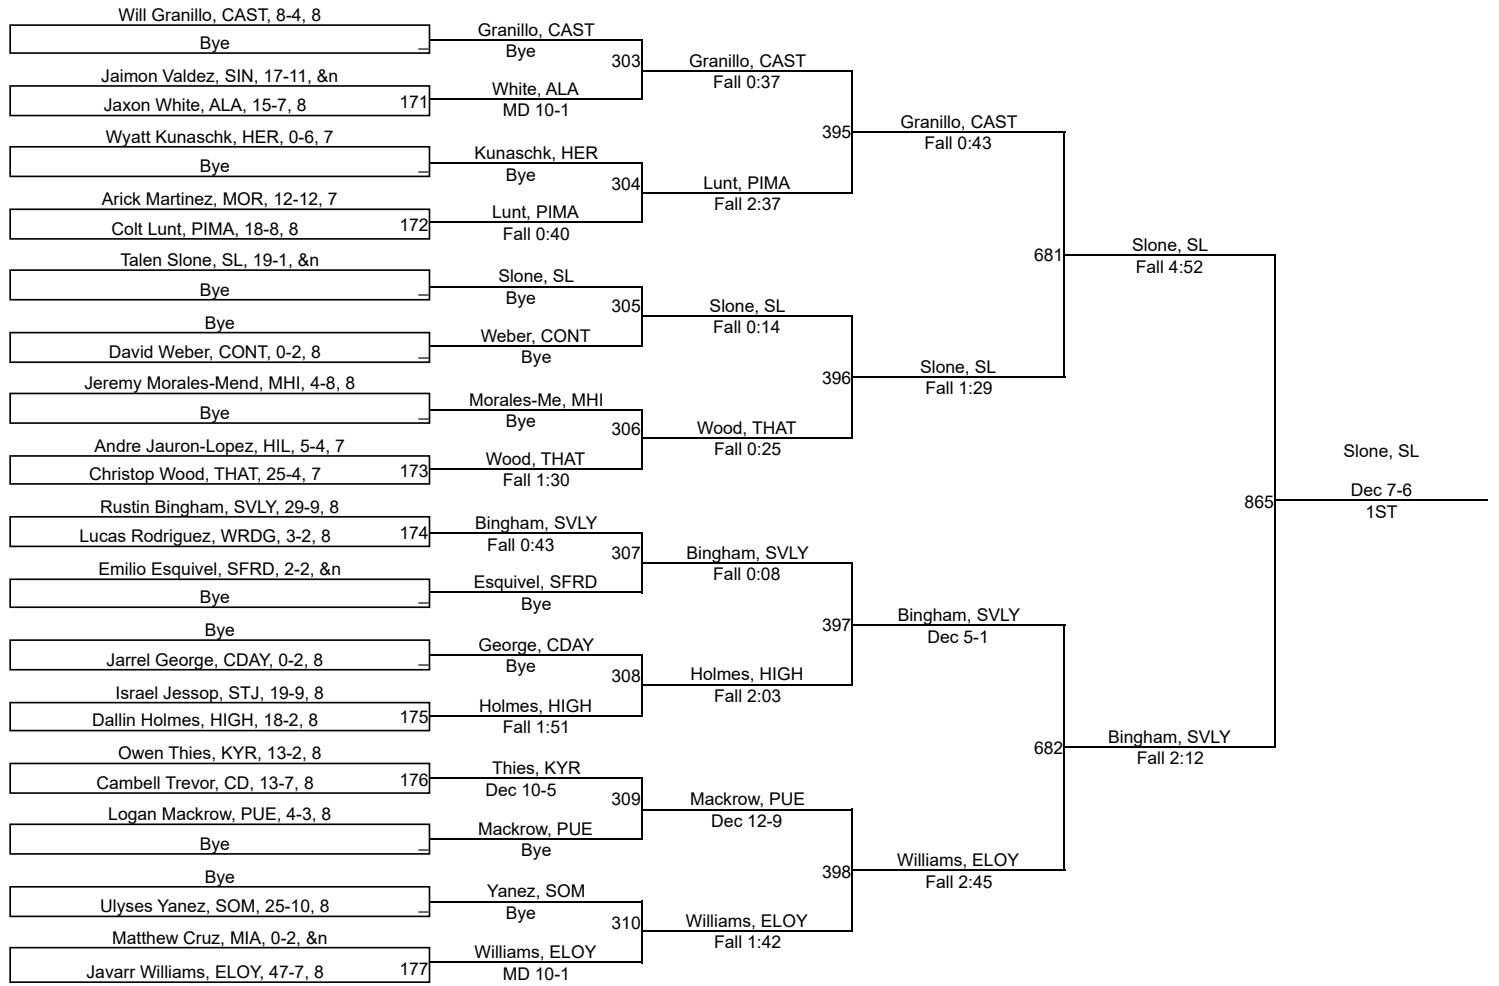 Will Granillo, CAST, 8-4, 8
Bye _
Jaimon Valdez, SIN, 17-11, &n
Jaxon White, ALA, 15-7, 8 171
Wyatt Kunaschk, HER, 0-6, 7
Bye _
Arick Martinez, MOR, 12-12, 7
Colt Lunt, PIMA, 18-8, 8 172
Talen Slone, SL, 19-1, &n
Bye _
Bye
David Weber, CONT, 0-2, 8 _
Jeremy Morales-Mend, MHI, 4-8, 8
Bye _
Andre Jauron-Lopez, HIL, 5-4, 7
Christop Wood, THAT, 25-4, 7 173
Rustin Bingham, SVLY, 29-9, 8
Lucas Rodriguez, WRDG, 3-2, 8 174
Emilio Esquivel, SFRD, 2-2, &n
Bye _
Bye
Jarrel George, CDAY, 0-2, 8 _
Israel Jessop, STJ, 19-9, 8
Dallin Holmes, HIGH, 18-2, 8 175
Owen Thies, KYR, 13-2, 8
Cambell Trevor, CD, 13-7, 8 176
Logan Mackrow, PUE, 4-3, 8
Bye _
Bye
Ulyses Yanez, SOM, 25-10, 8 _
Matthew Cruz, MIA, 0-2, &n
Javarr Williams, ELOY, 47-7, 8 177
Granillo, CAST
Bye
303
White, ALA
MD 10-1
Kunaschk, HER
Bye
304
Lunt, PIMA
Fall 0:40
Slone, SL
Bye
305
Weber, CONT
Bye
Morales-Me, MHI
Bye
306
Wood, THAT
Fall 1:30
Bingham, SVLY
Fall 0:43
307
Esquivel, SFRD
Bye
George, CDAY
Bye
308
Holmes, HIGH
Fall 1:51
Thies, KYR
Dec 10-5
309
Mackrow, PUE
Bye
Yanez, SOM
Bye
310
Williams, ELOY
MD 10-1
Granillo, CAST
Fall 0:37
395
Lunt, PIMA
Fall 2:37
Slone, SL
Fall 0:14
396
Wood, THAT
Fall 0:25
Bingham, SVLY
Fall 0:08
397
Holmes, HIGH
Fall 2:03
Mackrow, PUE
Dec 12-9
398
Williams, ELOY
Fall 1:42
Granillo, CAST
Fall 0:43
681
Slone, SL
Fall 1:29
Bingham, SVLY
Dec 5-1
682
Williams, ELOY
Fall 2:45
Slone, SL
Fall 4:52
865
Bingham, SVLY
Fall 2:12
Slone, SL
Dec 7-6
1ST